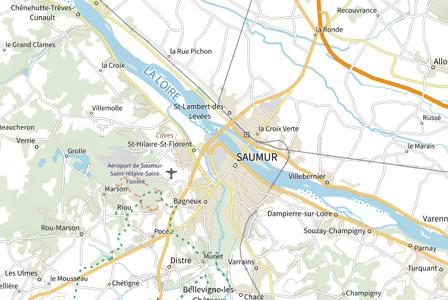 Chênehutte-Trèves-
Cunault
Recouvrance
la Ronde
le Grand Clames
la Rue Pichon
Allo
la Croix
LA LOIRE
Villemolle
St-Lambert-des-
Levées
Russé
Beaucheron
Caves
la Croix Verte
Verrie
St-Hilaire-St-Florent
le Marais
Grolle
SAUMUR
Aéroport de Saumur-
Saint-Hilaire-Saint-
Florent
Villebernier
Marson
Riou
Bagneux
Dampierre-sur-Loire
Varenn
Rou-Marson
Pocé
Souzay-Champigny
Parnay
Munet
Distré
Varrains
Turquant
Les Ulmes
le Mousseau
Chétigné
ellière
Bellevigne-les-
Châteaux
Chacé
Champigny